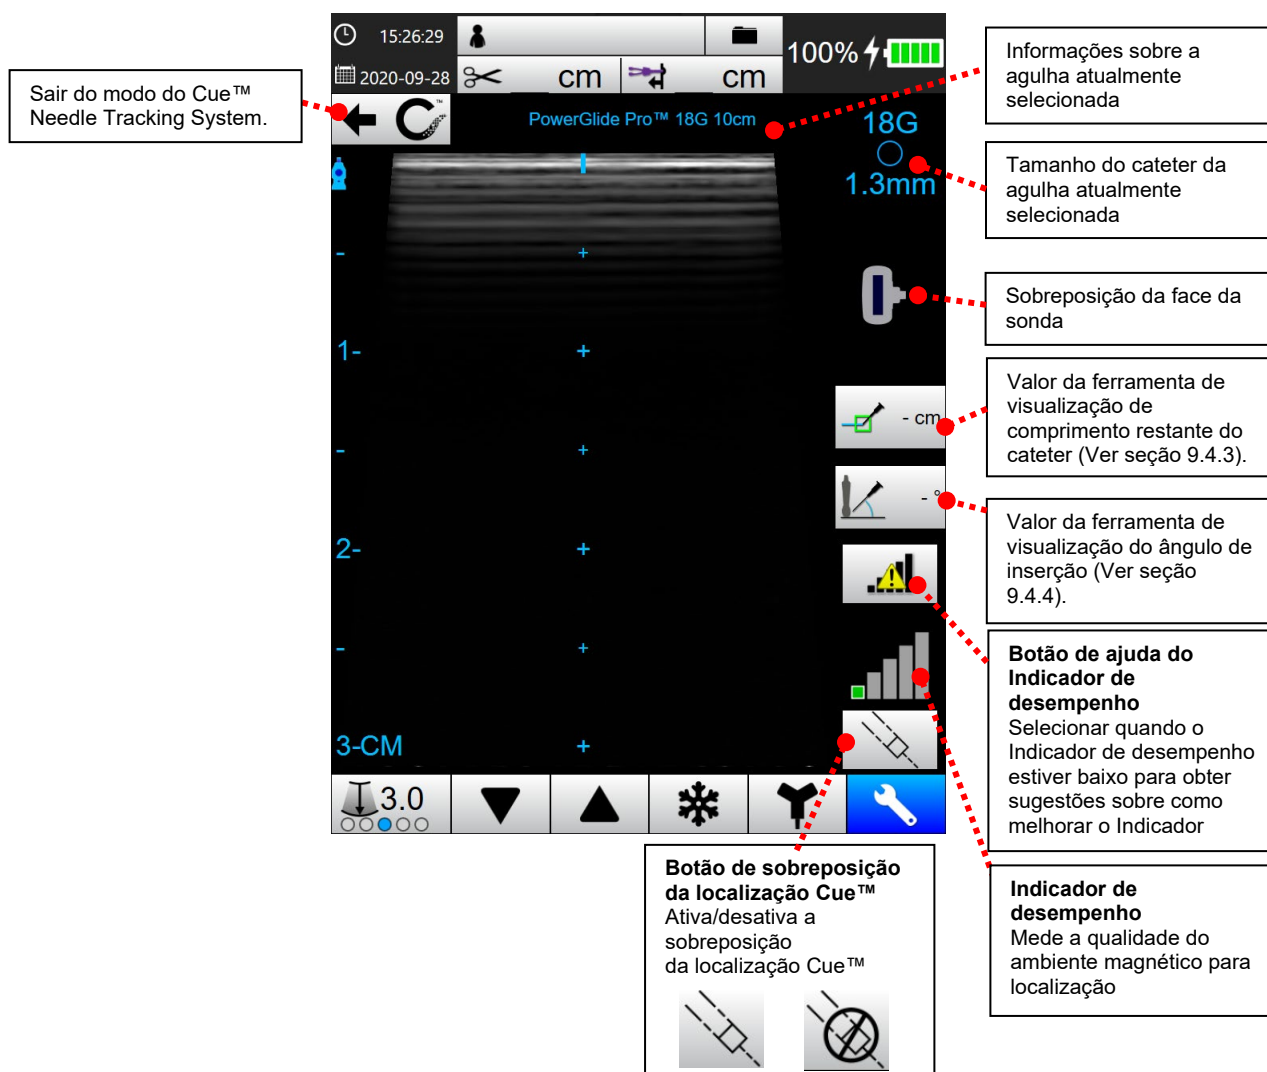 15:26:29
2020-09-28
cm
cm
100%
PowerGlide Pro™ 18G 10cm
18G
1.3mm
1-
2-
3-CM
- cm
- °
3.0
Sair do modo do Cue™
Needle Tracking System.
Informações sobre a
agulha atualmente
selecionada
Tamanho do cateter da
agulha atualmente
selecionada
Sobreposição da face da
sonda
Valor da ferramenta de
visualização de
comprimento restante do
cateter (Ver seção 9.4.3).
Valor da ferramenta de
visualização do ângulo de
inserção (Ver seção
9.4.4).
Botão de ajuda do
Indicador de
desempenho
Selecionar quando o
Indicador de desempenho
estiver baixo para obter
sugestões sobre como
melhorar o Indicador
Indicador de
desempenho
Mede a qualidade do
ambiente magnético para
localização
Botão de sobreposição
da localização Cue™
Ativa/desativa a
sobreposição
da localização Cue™